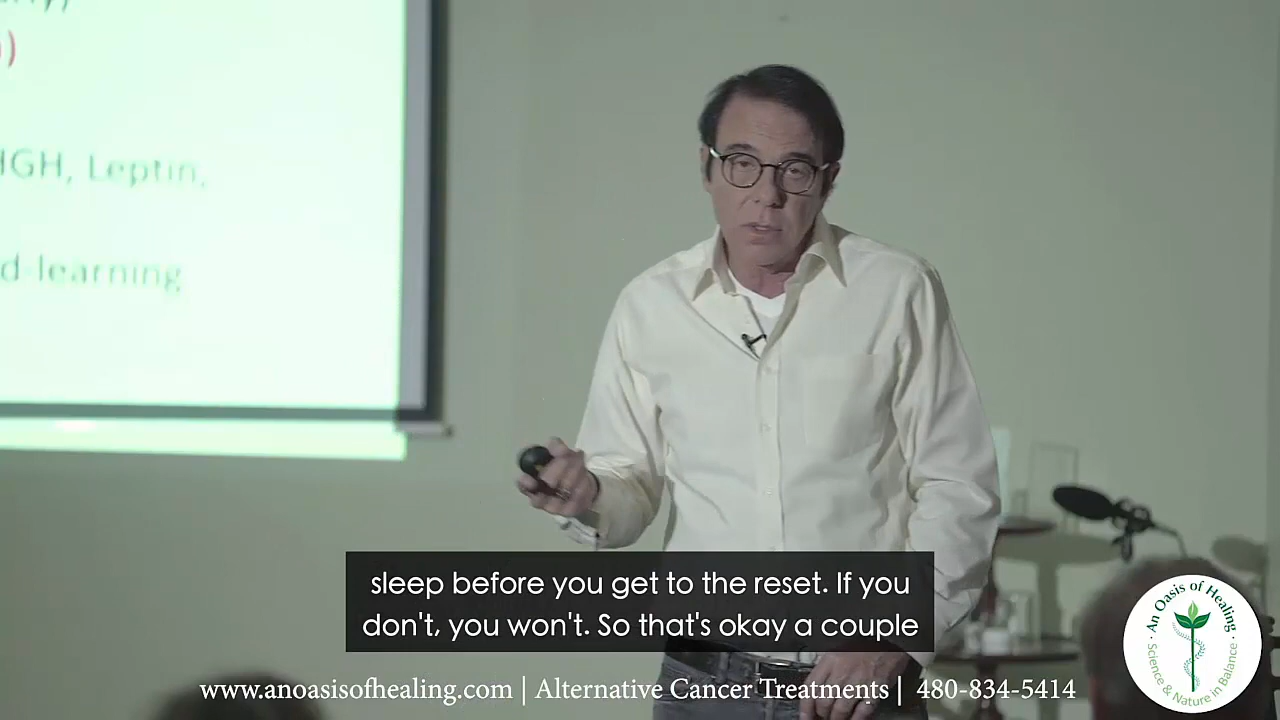 HGH, Leptin,
d learning
sleep before you get to the reset. If you
don't, you won't. So that's okay a couple
www.anoasisofhealing.com | Alternative Cancer Treatments | 480-834-5414
· An Oasis of Healing ·
Science & Nature in Balance